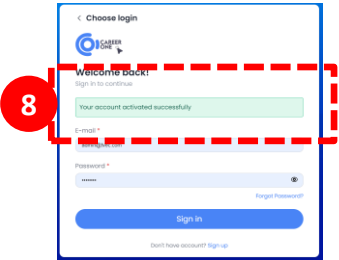 < Choose login
CAREER
ONE
Welcome back!
Sign in to continue
8
Your account activated successfully
E-mail *
Password *
•••••••
Forgot Password?
Sign in
Don't have account? Sign up